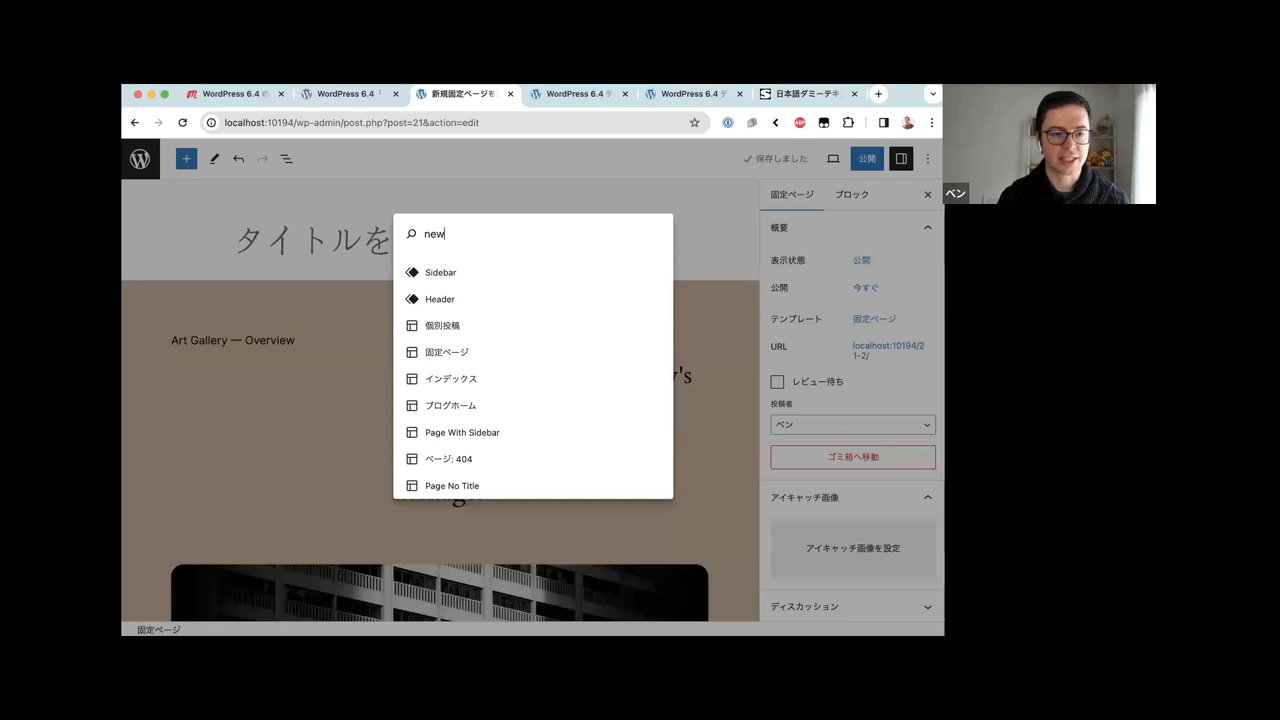 WordPress 6.4 の
WordPress 6.4 「
新規固定ページを
WordPress 6.4 テ
WordPress 6.4 テ
日本語ダミーテキ
localhost:10194/wp-admin/post.php?post=21&action=edit
ABP
保存しました
公開
ベン
タイトルを
new
Sidebar
Header
個別投稿
固定ページ
インデックス
ブログホーム
Page With Sidebar
ページ: 404
Page No Title
Art Gallery — Overview
y's
固定ページ
ブロック
概要
表示状態
公開
公開
今すぐ
テンプレート
固定ページ
URL
localhost:10194/2
1-2/
レビュー待ち
投稿者
ベン
ゴミ箱へ移動
アイキャッチ画像
アイキャッチ画像を設定
ディスカッション
固定ページ